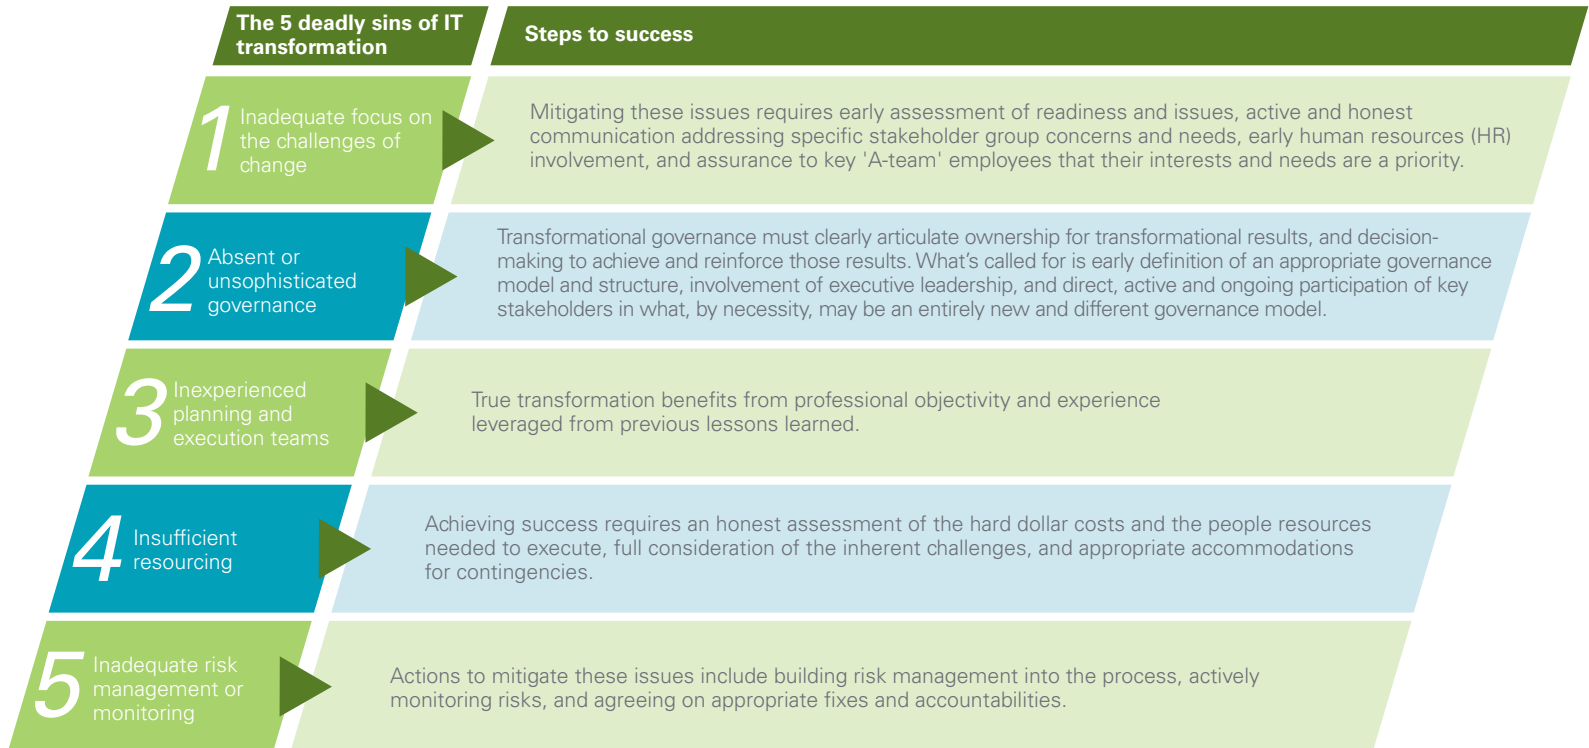 The 5 deadly sins of IT
transformation
Steps to success
1
Inadequate focus on
the challenges of
change
Mitigating these issues requires early assessment of readiness and issues, active and honest
communication addressing specific stakeholder group concerns and needs, early human resources (HR)
involvement, and assurance to key 'A-team' employees that their interests and needs are a priority.
2
Absent or
unsophisticated
governance
Transformational governance must clearly articulate ownership for transformational results, and decision-
making to achieve and reinforce those results. What’s called for is early definition of an appropriate governance
model and structure, involvement of executive leadership, and direct, active and ongoing participation of key
stakeholders in what, by necessity, may be an entirely new and different governance model.
3
Inexperienced
planning and
execution teams
True transformation benefits from professional objectivity and experience
leveraged from previous lessons learned.
4
Insufficient
resourcing
Achieving success requires an honest assessment of the hard dollar costs and the people resources
needed to execute, full consideration of the inherent challenges, and appropriate accommodations
for contingencies.
5
Inadequate risk
management or
monitoring
Actions to mitigate these issues include building risk management into the process, actively
monitoring risks, and agreeing on appropriate fixes and accountabilities.